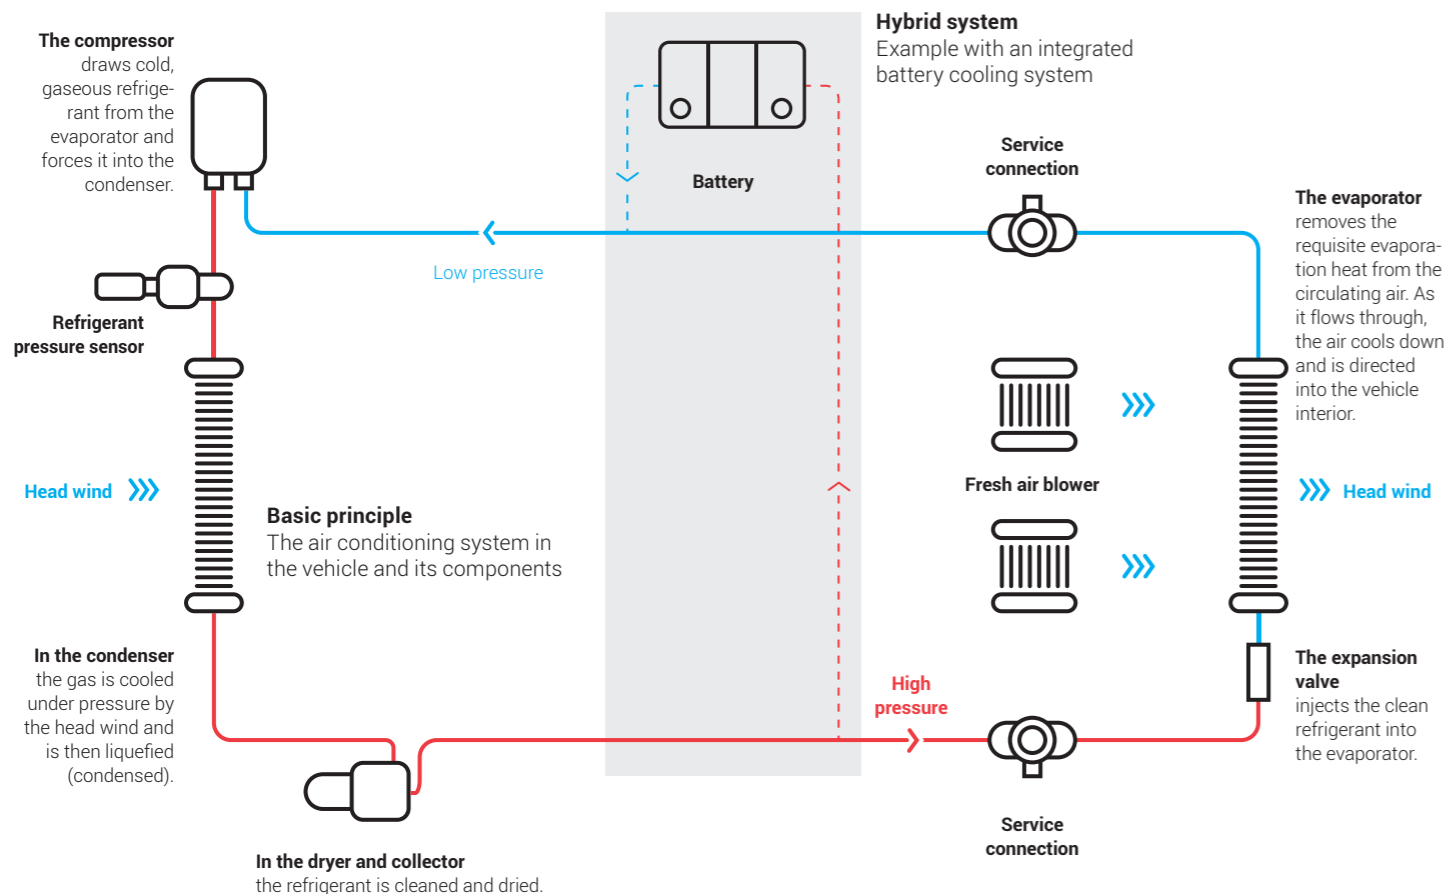 The compressor
draws cold,
gaseous refrige-
rant from the
evaporator and
forces it into the
condenser.
Hybrid system
Example with an integrated
battery cooling system
Battery
Service
connection
The evaporator
removes the
requisite evapora-
tion heat from the
circulating air. As
it flows through,
the air cools down
and is directed
into the vehicle
interior.
Low pressure
Refrigerant
pressure sensor
Head wind
Basic principle
The air conditioning system in
the vehicle and its components
Fresh air blower
Head wind
In the condenser
the gas is cooled
under pressure by
the head wind and
is then liquefied
(condensed).
High
pressure
The expansion
valve
injects the clean
refrigerant into
the evaporator.
Service
connection
In the dryer and collector
the refrigerant is cleaned and dried.